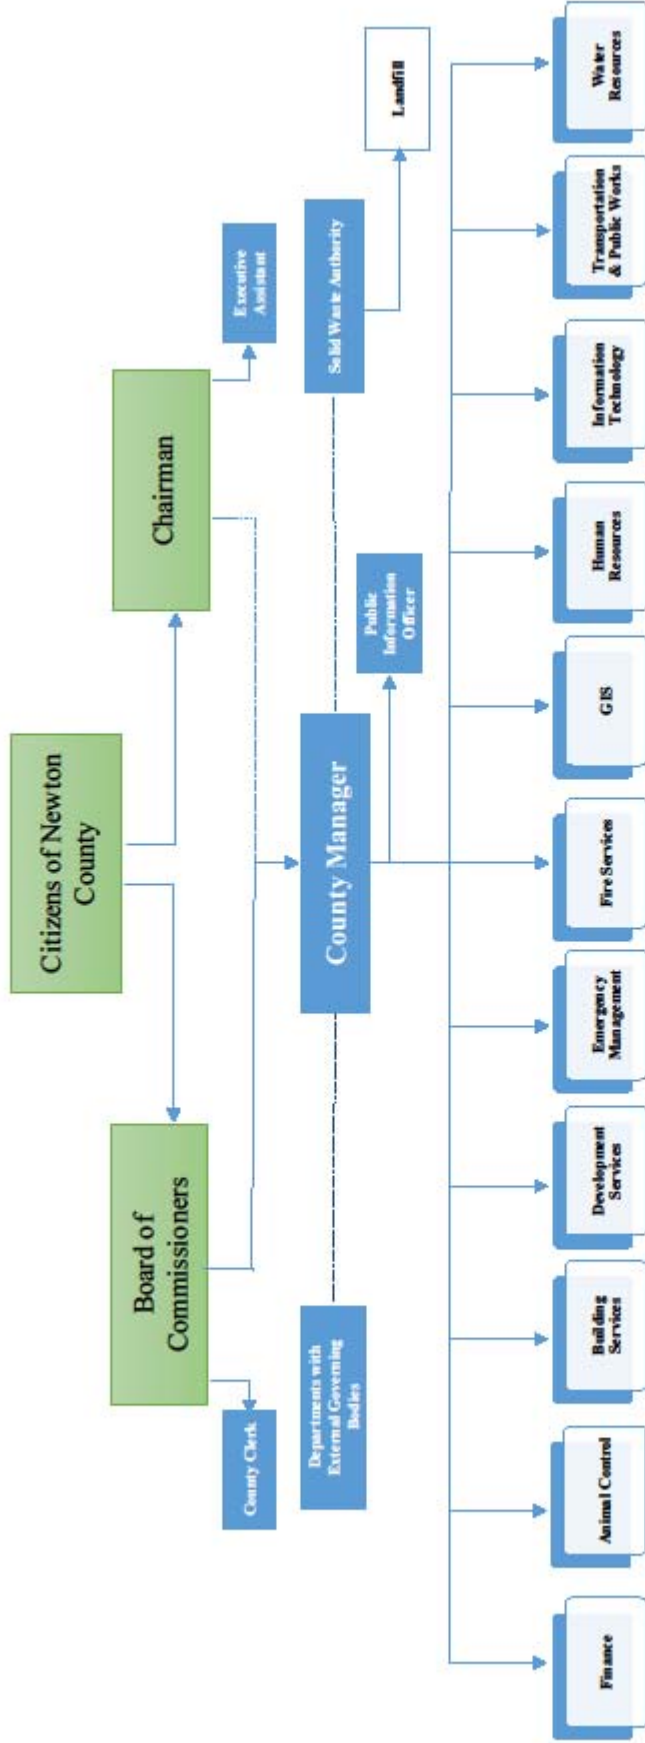 Citizens of Newton
County
Board of
Commissioners
Chairman
County Clerk
Executive
Assistant
Departments with
External Governing
Bodies
County Manager
Solid Waste Authority
Public
Information
Officer
Landfill
Finance
Animal Control
Building
Services
Development
Services
Emergency
Management
Fire Services
GIS
Human
Resources
Information
Technology
Transportation
& Public Works
Water
Resources